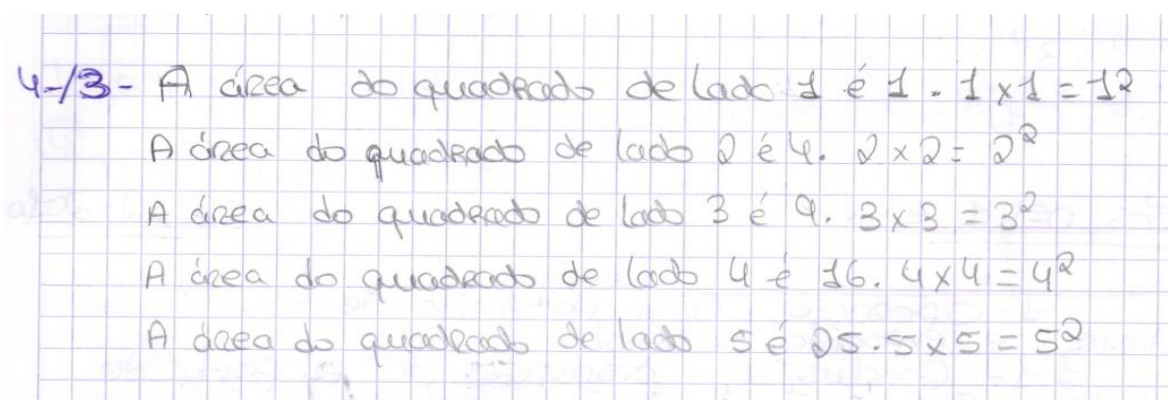 4-/3- A área do quadrado de lado 1 é 1. 1x1 = 1²
A área do quadrado de lado 2 é 4. 2x2 = 2²
A área do quadrado de lado 3 é 9. 3x3 = 3²
A área do quadrado de lado 4 é 16. 4x4 = 4²
A área do quadrado de lado 5 é 25. 5x5 = 5²